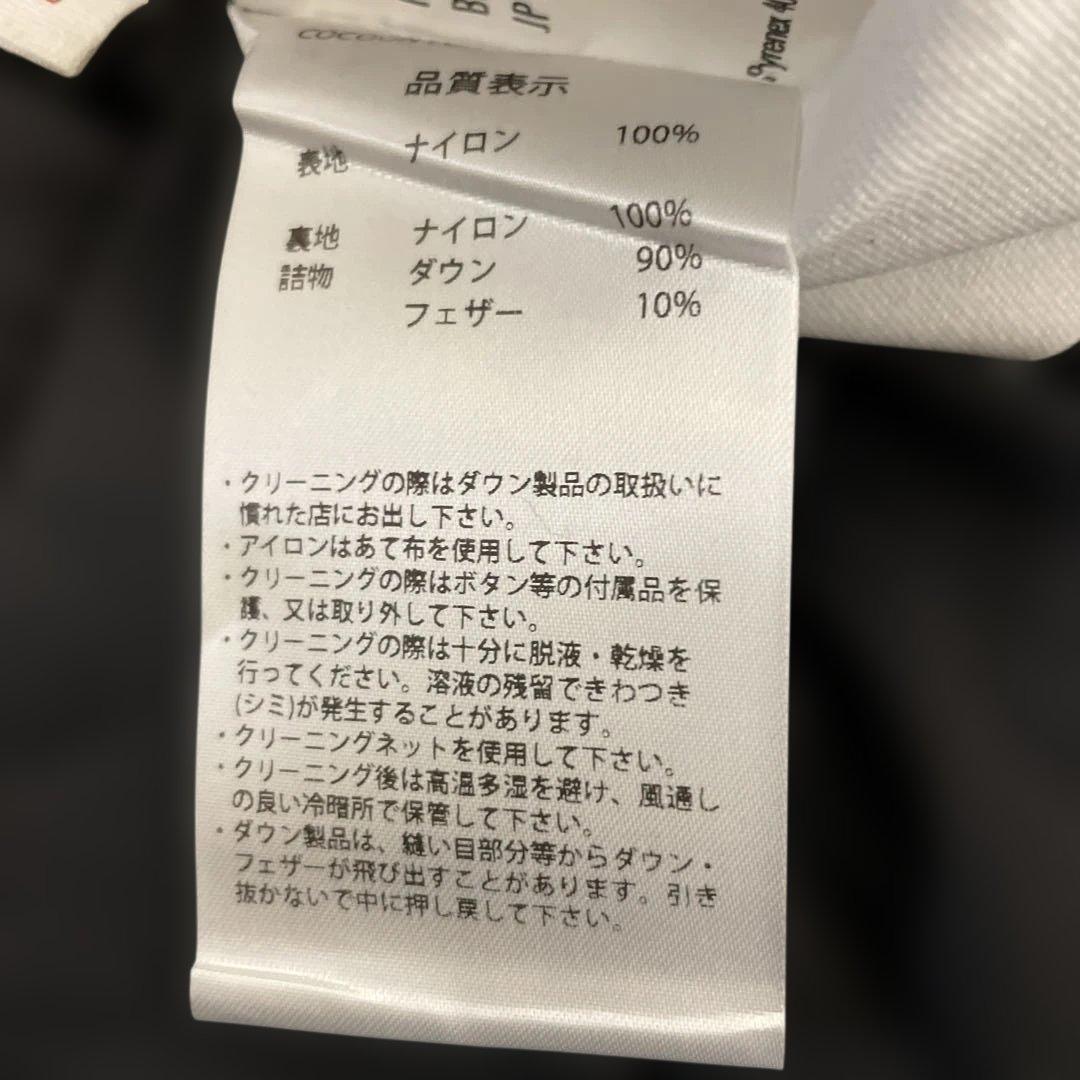 JP
Pyrenex
品質表示
表地 ナイロン 100%
裏地 ナイロン 100%
詰物 ダウン 90%
フェザー 10%
・クリーニングの際はダウン製品の取扱いに
慣れた店にお出し下さい。
・アイロンはあて布を使用して下さい。
・クリーニングの際はボタン等の付属品を保
護、又は取り外して下さい。
・クリーニングの際は十分に脱液・乾燥を
行ってください。溶液の残留できわつき
(シミ)が発生することがあります。
・クリーニングネットを使用して下さい。
・クリーニング後は高温多湿を避け、風通し
の良い冷暗所で保管して下さい。
・ダウン製品は、縫い目部分等からダウン・
フェザーが飛び出すことがあります。引き
抜かないで中に押し戻して下さい。